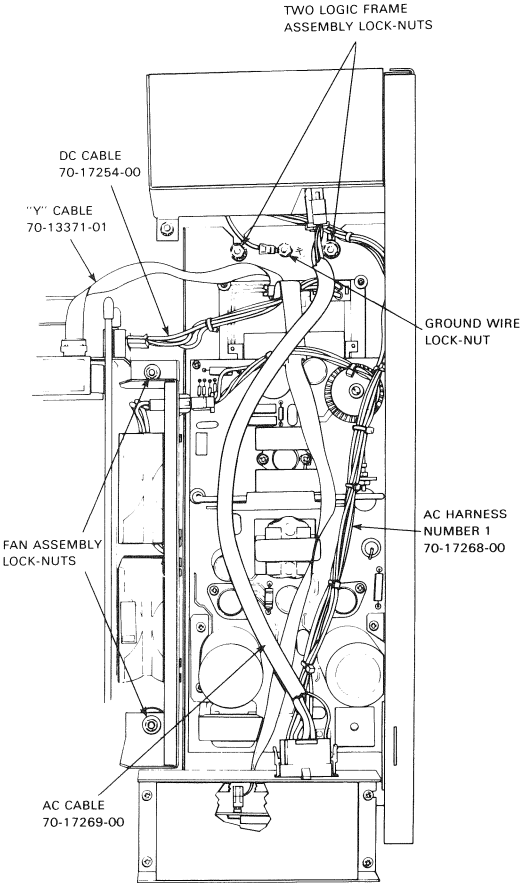 TWO LOGIC FRAME
ASSEMBLY LOCK-NUTS
DC CABLE
70-17254-00
"Y" CABLE
70-13371-01
GROUND WIRE
LOCK-NUT
AC HARNESS
NUMBER 1
70-17268-00
FAN ASSEMBLY
LOCK-NUTS
AC CABLE
70-17269-00